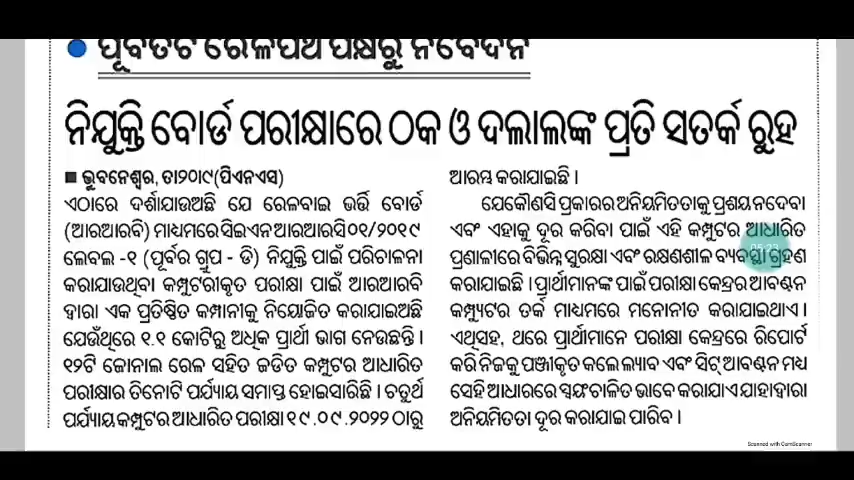 ପୂର୍ବତଟ ରେଳପଥ ପକ୍ଷରୁ ନିବେଦନ
ନିଯୁକ୍ତି ବୋର୍ଡ ପରୀକ୍ଷାରେ ଠକ ଓ ଦଲାଲଙ୍କ ପ୍ରତି ସତର୍କ ରୁହ
■ ଭୁବନେଶ୍ୱର, ତା୨୦ା୯(ପିଏନଏସ)
ଏଠାରେ ଦର୍ଶାଯାଉଅଛି ଯେ ରେଳବାଇ ଭର୍ତ୍ତି ବୋର୍ଡ
(ଆରଆରବି) ମାଧ୍ୟମରେ ସିଇଏନ ଆରଆରସି ୦୧/୨୦୧୯
ଲେବଲ -୧ (ପୂର୍ବର ଗ୍ରୁପ - ଡି) ନିଯୁକ୍ତି ପାଇଁ ପରିଚାଳନା
କରାଯାଉଥିବା କମ୍ପୁଟରୀକୃତ ପରୀକ୍ଷା ପାଇଁ ଆରଆରବି
ଦ୍ୱାରା ଏକ ପ୍ରତିଷ୍ଠିତ କମ୍ପାନୀକୁ ନିୟୋଜିତ କରାଯାଇଅଛି
ଯେଉଁଥିରେ ୧.୧ କୋଟିରୁ ଅଧିକ ପ୍ରାର୍ଥୀ ଭାଗ ନେଉଛନ୍ତି ।
୧୨ଟି ଜୋନାଲ ରେଳ ସହିତ ଜଡିତ କମ୍ପୁଟର ଆଧାରିତ
ପରୀକ୍ଷାର ତିନୋଟି ପର୍ଯ୍ୟାୟ ସମାପ୍ତ ହୋଇସାରିଛି । ଚତୁର୍ଥ
ପର୍ଯ୍ୟାୟ କମ୍ପୁଟର ଆଧାରିତ ପରୀକ୍ଷା ୧୯.୦୯.୨୦୨୨ ଠାରୁ
ଆରମ୍ଭ କରାଯାଇଛି ।
ଯେକୌଣସି ପ୍ରକାରର ଅନିୟମିତତାକୁ ପ୍ରଶୟ ନଦେବା
ଏବଂ ଏହାକୁ ଦୂର କରିବା ପାଇଁ ଏହି କମ୍ପୁଟର ଆଧାରିତ
ପ୍ରଣାଳୀରେ ବିଭିନ୍ନ ସୁରକ୍ଷା ଏବଂ ରକ୍ଷଣଶୀଳ ବ୍ୟବସ୍ଥା ଗ୍ରହଣ
କରାଯାଇଛି । ପ୍ରାର୍ଥୀମାନଙ୍କ ପାଇଁ ପରୀକ୍ଷା କେନ୍ଦ୍ରର ଆବଣ୍ଟନ
କମ୍ପ୍ୟୁଟର ତର୍କ ମାଧ୍ୟମରେ ମନୋନୀତ କରାଯାଇଥାଏ ।
ଏଥିସହ, ଥରେ ପ୍ରାର୍ଥୀମାନେ ପରୀକ୍ଷା କେନ୍ଦ୍ରରେ ରିପୋର୍ଟ
କରି ନିଜକୁ ପଞ୍ଜୀକୃତ କଲେ ଲ୍ୟାବ ଏବଂ ସିଟ୍ ଆବଣ୍ଟନ ମଧ୍ୟ
ସେହି ଆଧାରରେ ସ୍ୱୟଂଚାଳିତ ଭାବେ କରାଯାଏ ଯାହାଦ୍ୱାରା
ଅନିୟମିତତା ଦୂର କରାଯାଇ ପାରିବ ।
Scanned with CamScanner